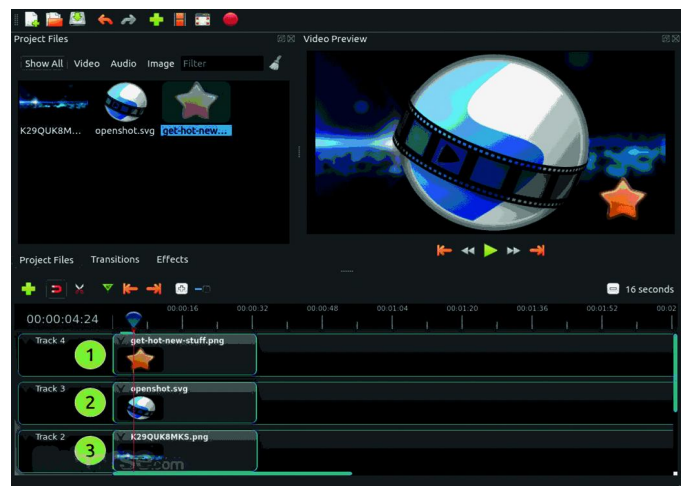 Project Files
Video Preview
Show All Video Audio Image Filter
K29QUK8M... openshot.svg get-hot-new...
Project Files Transitions Effects
16 seconds
00:00:04:24
00:00:16 00:00:32 00:00:48 00:01:04 00:01:20 00:01:36 00:01:52 00:02
Track 4 get-hot-new-stuff.png
1
Track 3 openshot.svg
2
Track 2 K29QUK8MKS.png
3